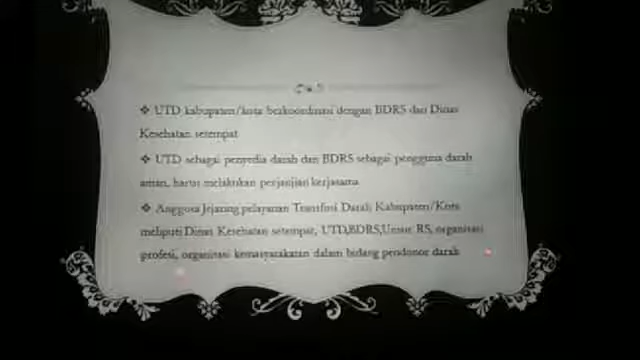 ❖ UTD kabupaten/kota berkoordinasi dengan BDRS dan Dinas
Kesehatan setempat
❖ UTD sebagai penyedia darah dan BDRS sebagai pengguna darah
aman, harus melakukan perjanjian kerjasama
❖ Anggota Jejaring pelayanan Transfusi Darah Kabupaten/Kota
meliputi Dinas Kesehatan setempat, UTD,BDRS,Unsur RS, organisasi
profesi, organisasi kemasyarakatan dalam bidang pendonor darah